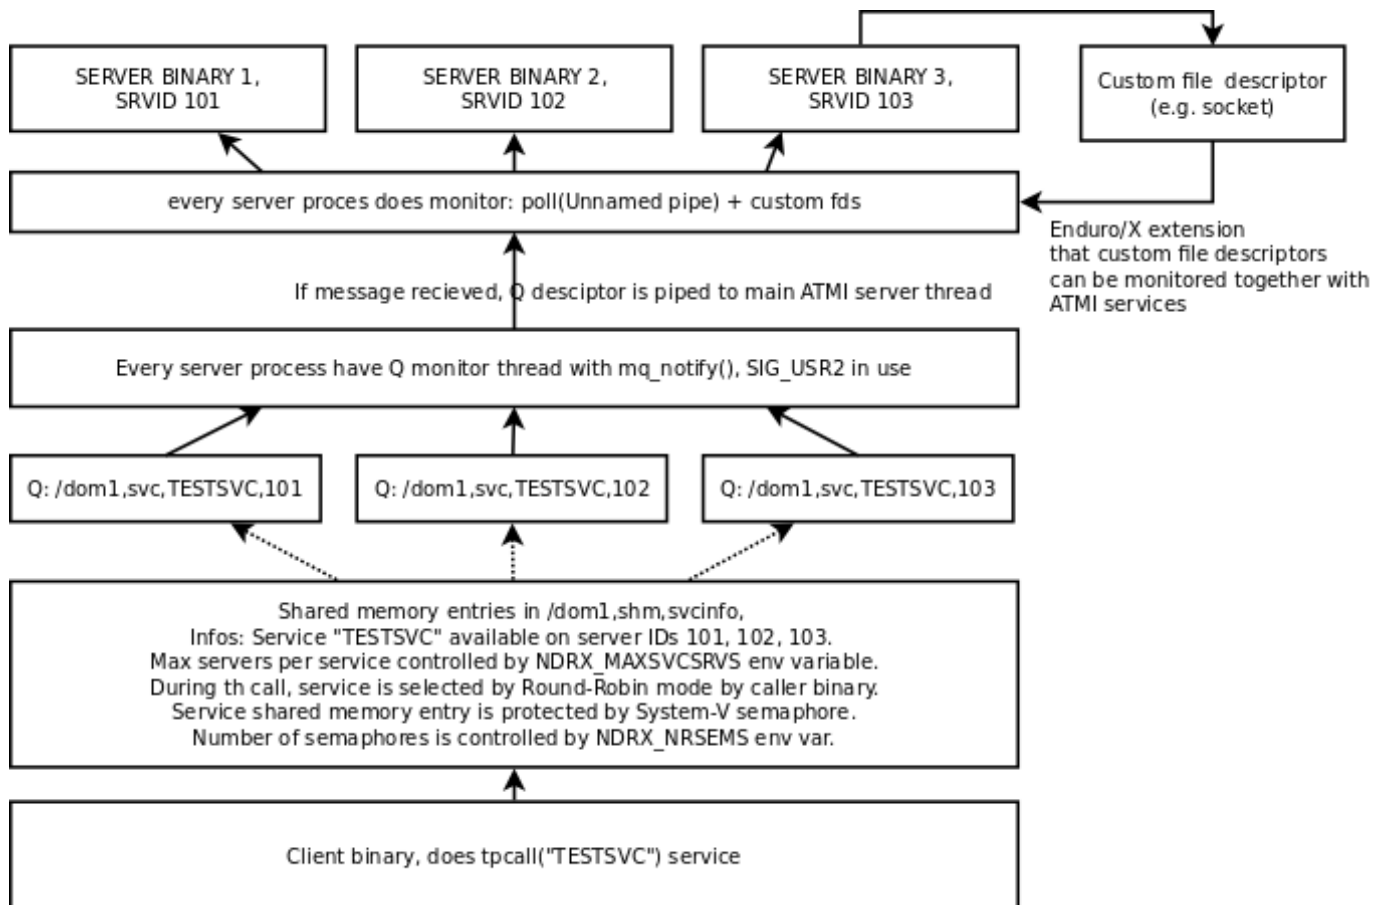 SERVER BINARY 1,
SRVID 101
SERVER BINARY 2,
SRVID 102
SERVER BINARY 3,
SRVID 103
Custom file descriptor
(e.g. socket)
every server proces does monitor: poll(Unnamed pipe) + custom fds
Enduro/X extension
that custom file descriptors
can be monitored together with
ATMI services
If message recieved, Q desciptor is piped to main ATMI server thread
Every server process have Q monitor thread with mq_notify(), SIG_USR2 in use
Q: /dom1,svc,TESTSVC,101
Q: /dom1,svc,TESTSVC,102
Q: /dom1,svc,TESTSVC,103
Shared memory entries in /dom1,shm,svcinfo,
Infos: Service "TESTSVC" available on server IDs 101, 102, 103.
Max servers per service controlled by NDRX_MAXSVCSRVS env variable.
During th call, service is selected by Round-Robin mode by caller binary.
Service shared memory entry is protected by System-V semaphore.
Number of semaphores is controlled by NDRX_NRSEMS env var.
Client binary, does tpcall("TESTSVC") service